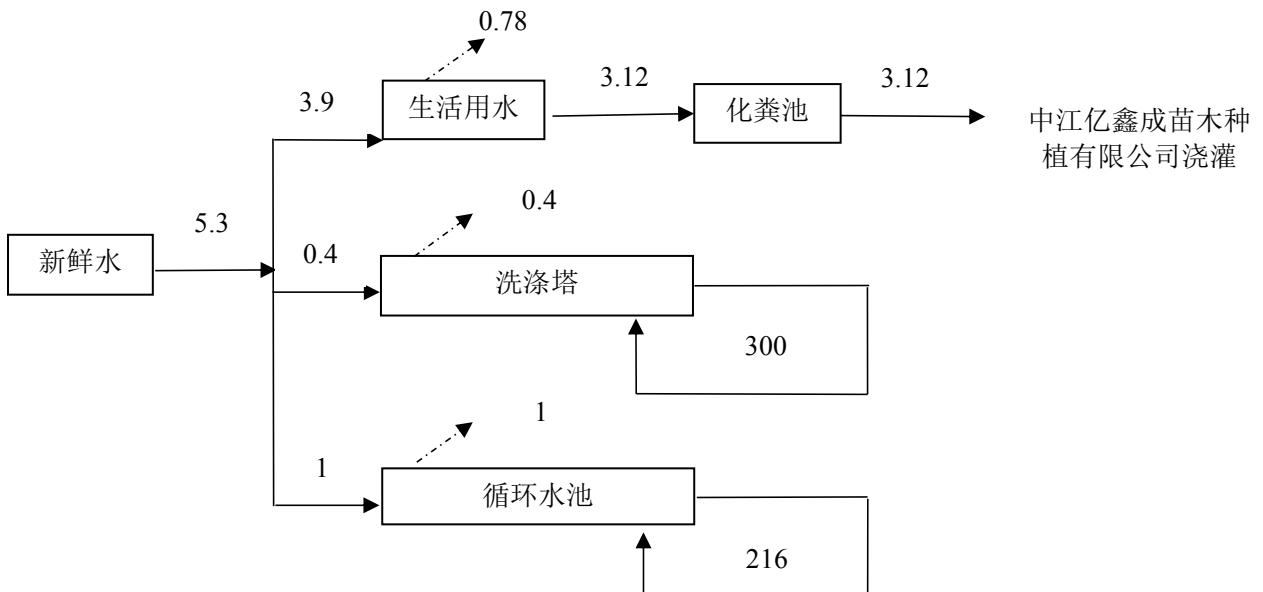 0.78
3.9
生活用水
3.12
化粪池
3.12
中江亿鑫成苗木种
植有限公司浇灌
新鲜水
5.3
0.4
0.4
洗涤塔
300
1
1
循环水池
216